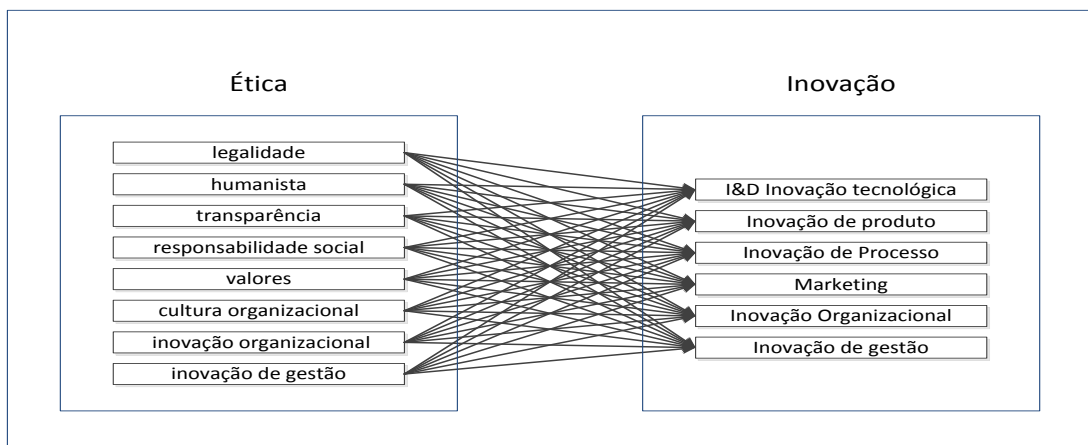 Ética
legalidade
humanista
transparência
responsabilidade social
valores
cultura organizacional
inovação organizacional
inovação de gestão
Inovação
I&D Inovação tecnológica
Inovação de produto
Inovação de Processo
Marketing
Inovação Organizacional
Inovação de gestão